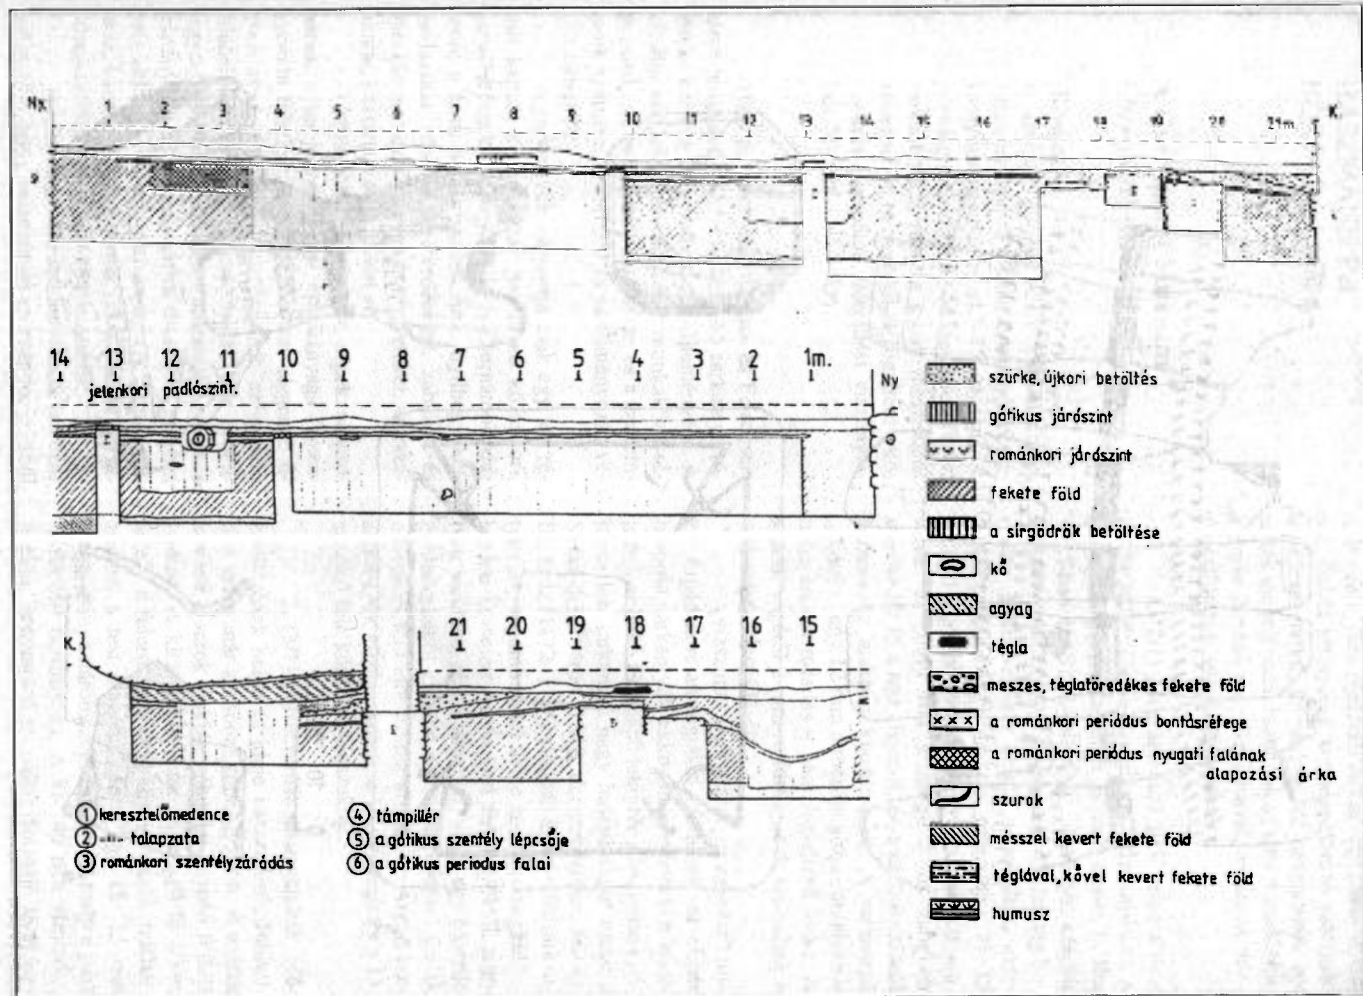 Ny. 1 2 3 4 5 6 7 8 9 10 11 12 13 14 15 16 17 18 19 20 21m. K.
14 13 12 11 10 9 8 7 6 5 4 3 2 1m.
jelenkori padlószint.
Ny
K. 21 20 19 18 17 16 15
① keresztelőmedence
② -"- talapzata
③ románkori szentélyzáródás
④ támpillér
⑤ a gótikus szentély lépcsője
⑥ a gótikus periodus falai
szürke, újkori betöltés
gótikus járószint
románkori járószint
fekete föld
a sírgödrök betöltése
kő
agyag
tégla
meszes, téglatöredékes fekete föld
a románkori periódus bontásrétege
a románkori periódus nyugati falának
alapozási árka
szurok
mésszel kevert fekete föld
téglával, kővel kevert fekete föld
humusz